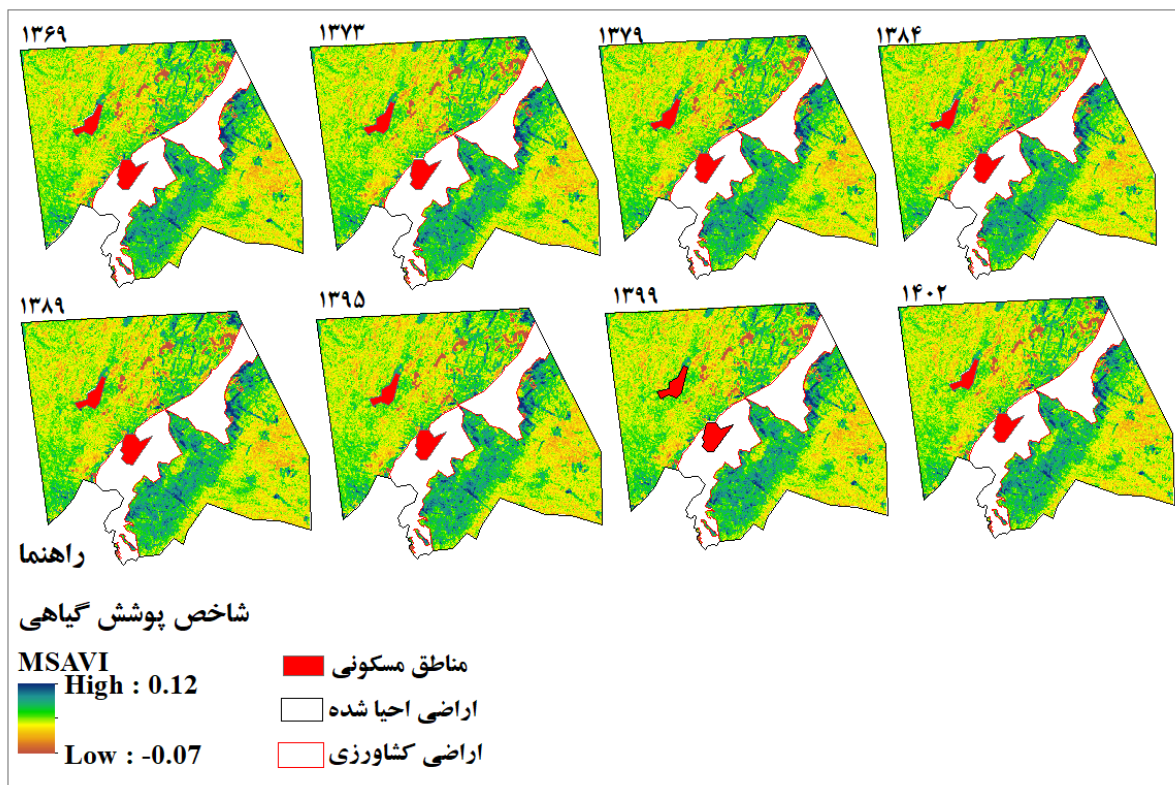 ۱۳۶۹
۱۳۷۳
۱۳۷۹
۱۳۸۴
۱۳۸۹
۱۳۹۵
۱۳۹۹
۱۴۰۲
راهنما
شاخص پوشش گیاهی
MSAVI
High : 0.12
Low : -0.07
مناطق مسکونی
اراضی احیا شده
اراضی کشاورزی